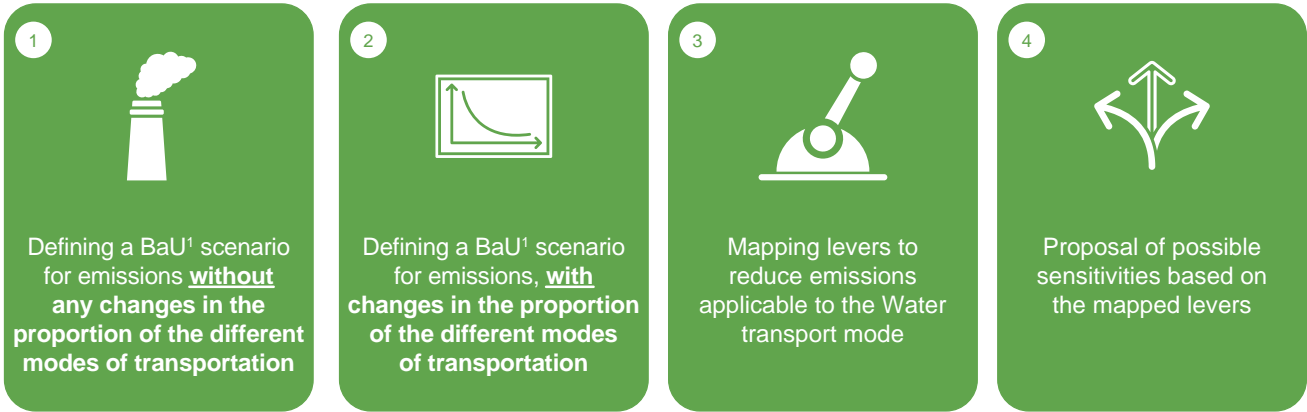 1
Defining a BaU¹ scenario
for emissions without
any changes in the
proportion of the different
modes of transportation
2
Defining a BaU¹ scenario
for emissions, with
changes in the proportion
of the different modes
of transportation
3
Mapping levers to
reduce emissions
applicable to the Water
transport mode
4
Proposal of possible
sensitivities based on
the mapped levers